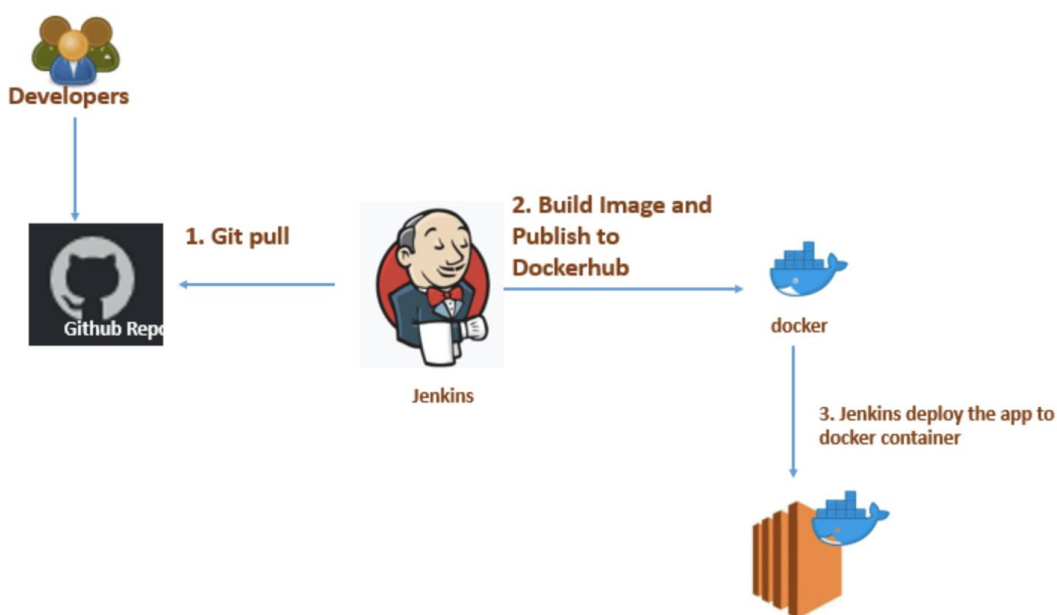 Developers
1. Git pull
2. Build Image and
Publish to
Dockerhub
Github Repo
docker
Jenkins
3. Jenkins deploy the app to
docker container